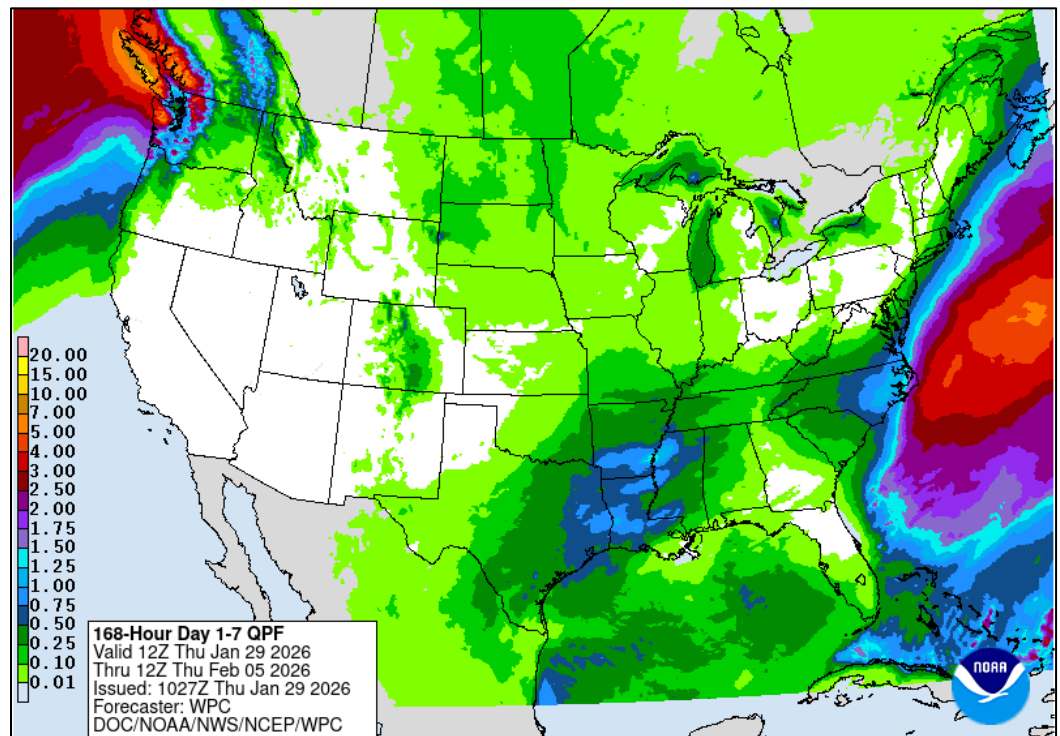 20.00
15.00
10.00
7.00
5.00
4.00
3.00
2.50
2.00
1.75
1.50
1.25
1.00
0.75
0.50
0.25
0.10
0.01
168-Hour Day 1-7 QPF
Valid 12Z Thu Jan 29 2026
Thru 12Z Thu Feb 05 2026
Issued: 1027Z Thu Jan 29 2026
Forecaster: WPC
DOC/NOAA/NWS/NCEP/WPC
NOAA